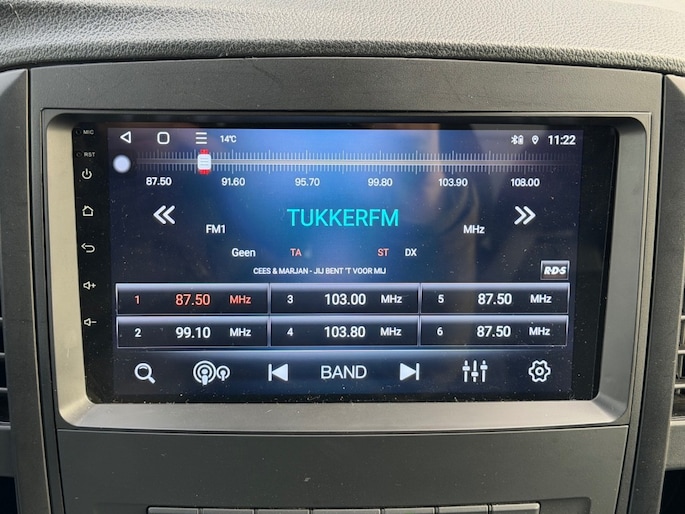 MIC
14°C
11:22
RST
87.50 91.60 95.70 99.80 103.90 108.00
TUKKERFM
FM1 MHz
Geen TA ST DX
CEES & MARJAN - JIJ BENT 'T VOOR MIJ
RDS
1 87.50 MHz 3 103.00 MHz 5 87.50 MHz
2 99.10 MHz 4 103.80 MHz 6 87.50 MHz
BAND